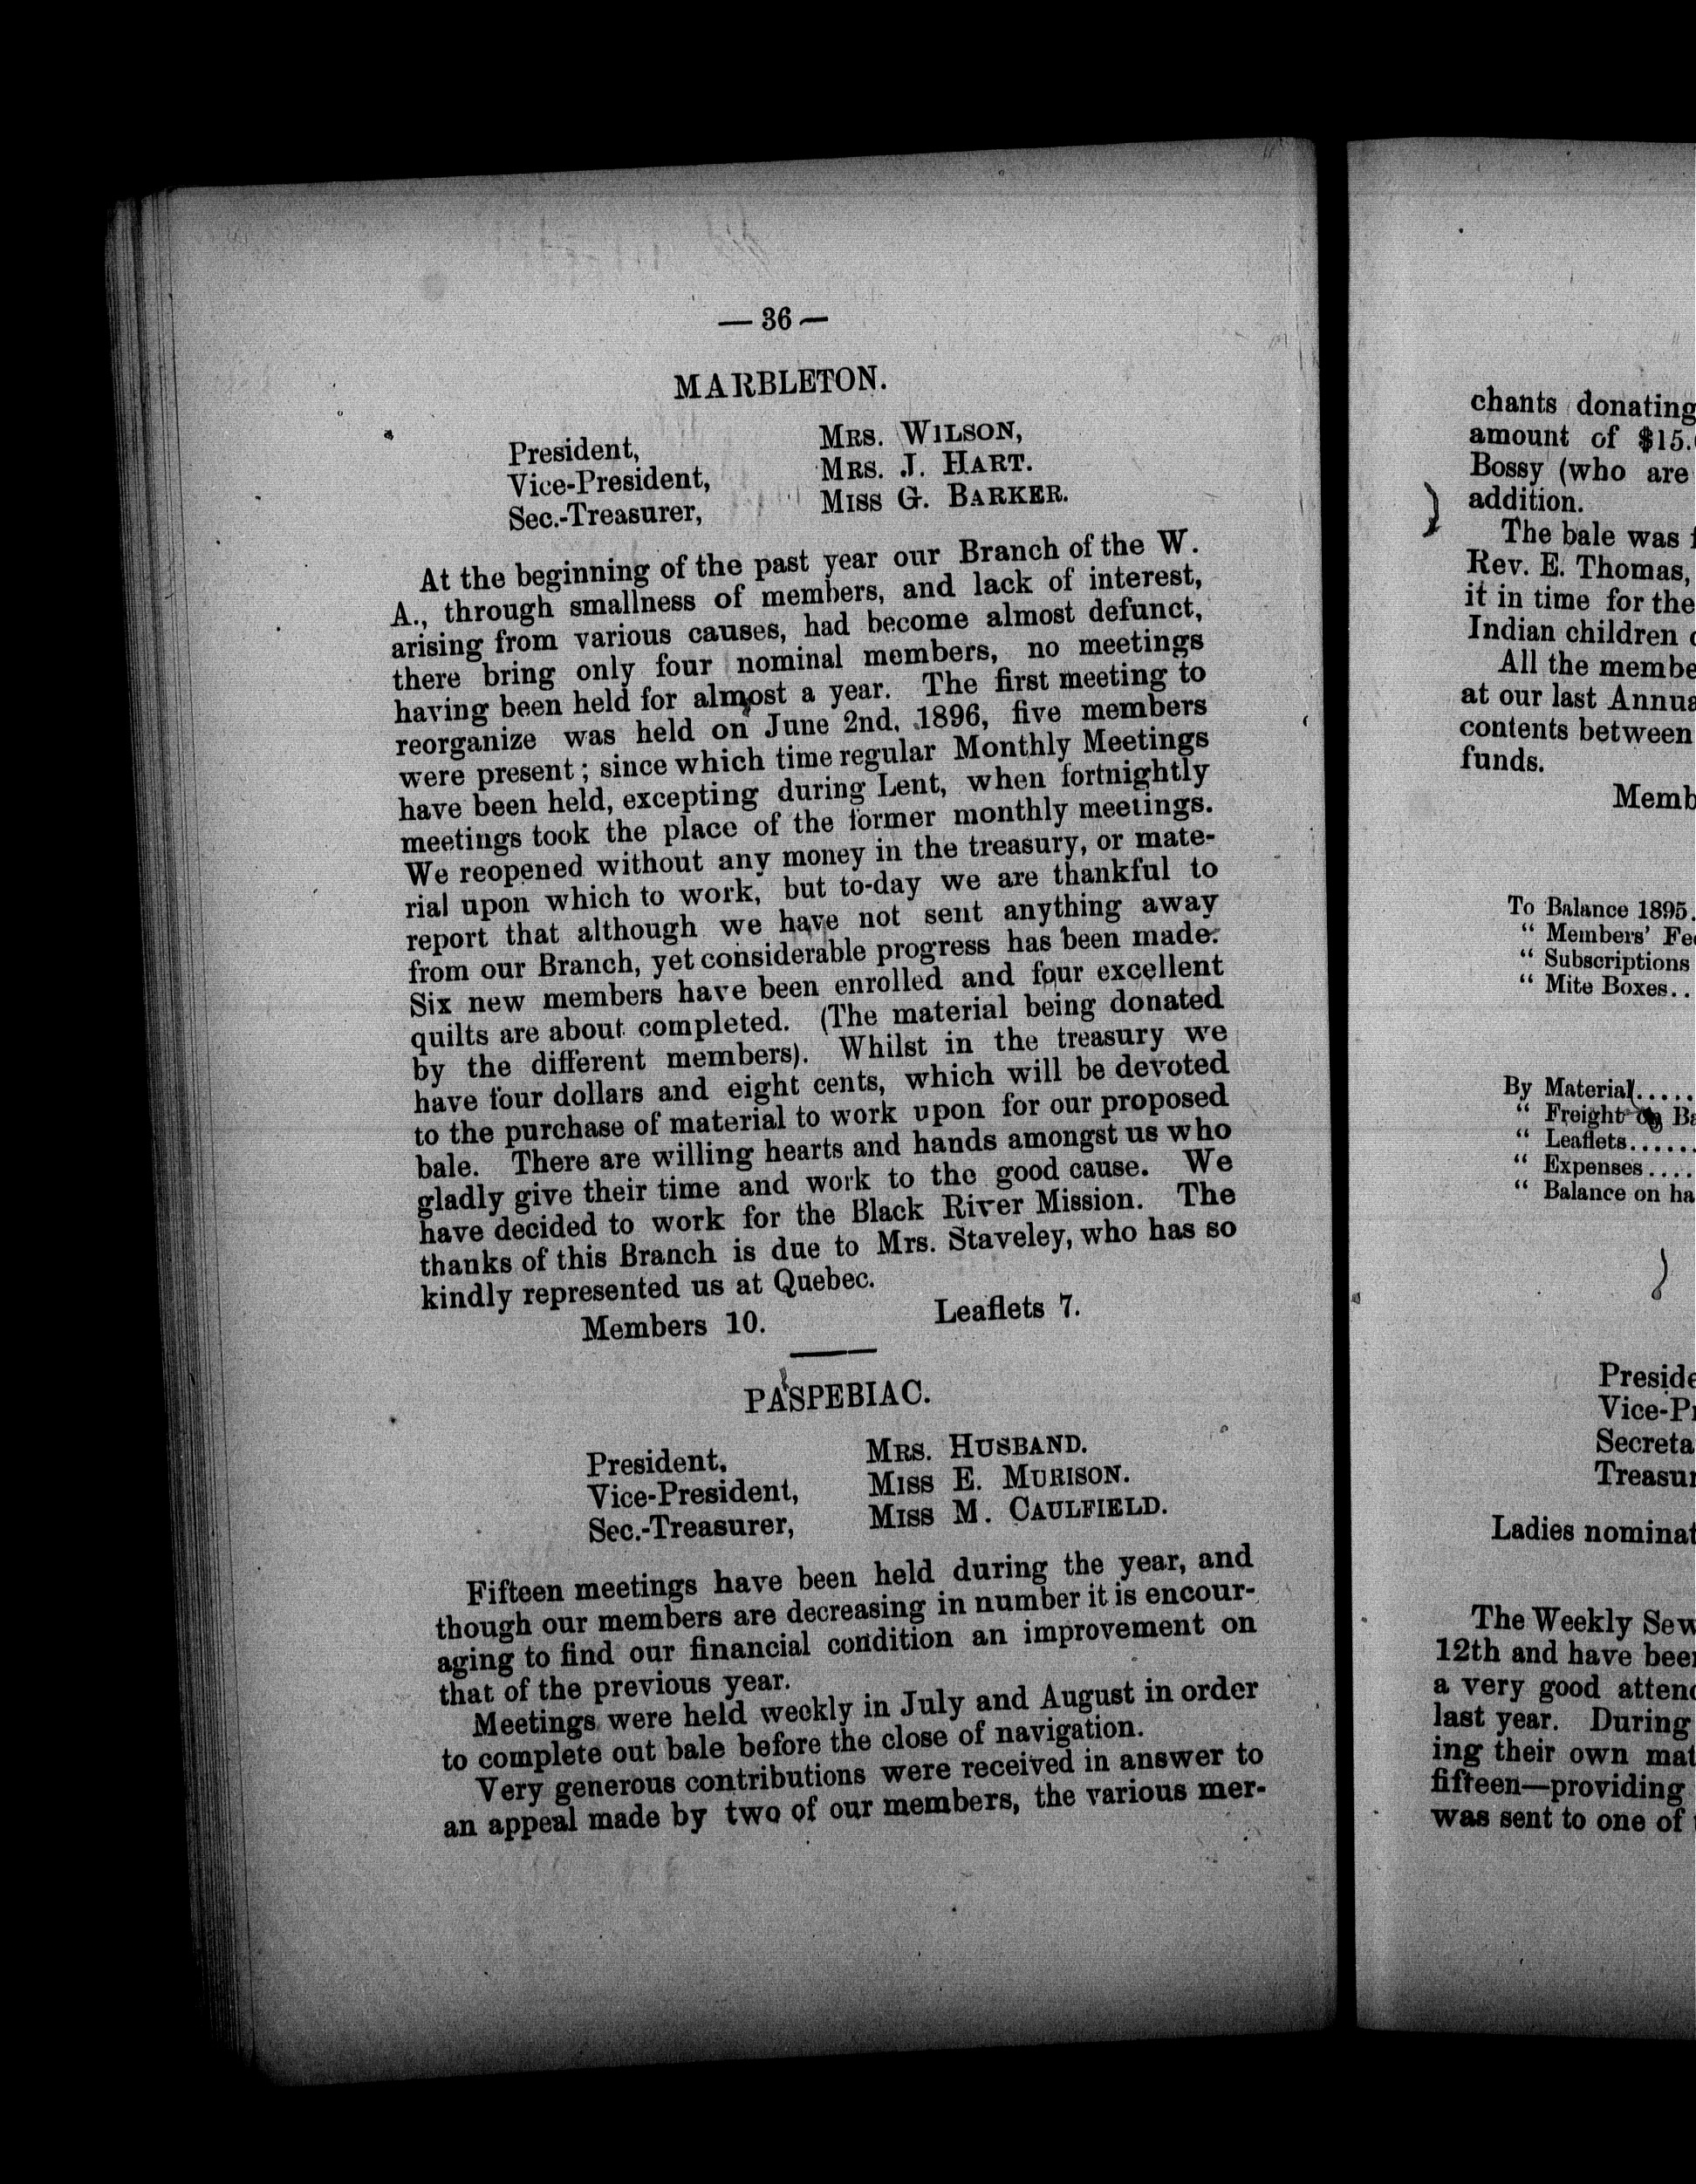 — 36 —
MARBLETON.
President, MRS. WILSON,
Vice-President, MRS. J. HART.
Sec.-Treasurer, MISS G. BARKER.
At the beginning of the past year our Branch of the W.
A., through smallness of members, and lack of interest,
arising from various causes, had become almost defunct,
there bring only four nominal members, no meetings
having been held for almost a year. The first meeting to
reorganize was held on June 2nd, 1896, five members
were present; since which time regular Monthly Meetings
have been held, excepting during Lent, when fortnightly
meetings took the place of the former monthly meetings.
We reopened without any money in the treasury, or mate-
rial upon which to work, but to-day we are thankful to
report that although we have not sent anything away
from our Branch, yet considerable progress has been made.
Six new members have been enrolled and four excellent
quilts are about completed. (The material being donated
by the different members). Whilst in the treasury we
have four dollars and eight cents, which will be devoted
to the purchase of material to work upon for our proposed
bale. There are willing hearts and hands amongst us who
gladly give their time and work to the good cause. We
have decided to work for the Black River Mission. The
thanks of this Branch is due to Mrs. Staveley, who has so
kindly represented us at Quebec.
Members 10. Leaflets 7.
PASPEBIAC.
President, MRS. HUSBAND.
Vice-President, MISS E. MURISON.
Sec.-Treasurer, MISS M. CAULFIELD.
Fifteen meetings have been held during the year, and
though our members are decreasing in number it is encour-
aging to find our financial condition an improvement on
that of the previous year.
Meetings were held weekly in July and August in order
to complete out bale before the close of navigation.
Very generous contributions were received in answer to
an appeal made by two of our members, the various mer-
chants donating
amount of $15.
Bossy (who are
addition.
The bale was
Rev. E. Thomas,
it in time for the
Indian children
All the membe
at our last Annua
contents between
funds.
Memb
To Balance 1895.
“ Members' Fe
“ Subscriptions
“ Mite Boxes..
By Material.....
“ Freight on Ba
“ Leaflets......
“ Expenses....
“ Balance on ha
Preside
Vice-P
Secreta
Treasu
Ladies nominat
The Weekly Sew
12th and have bee
a very good atten
last year. During
ing their own mat
fifteen—providing
was sent to one of